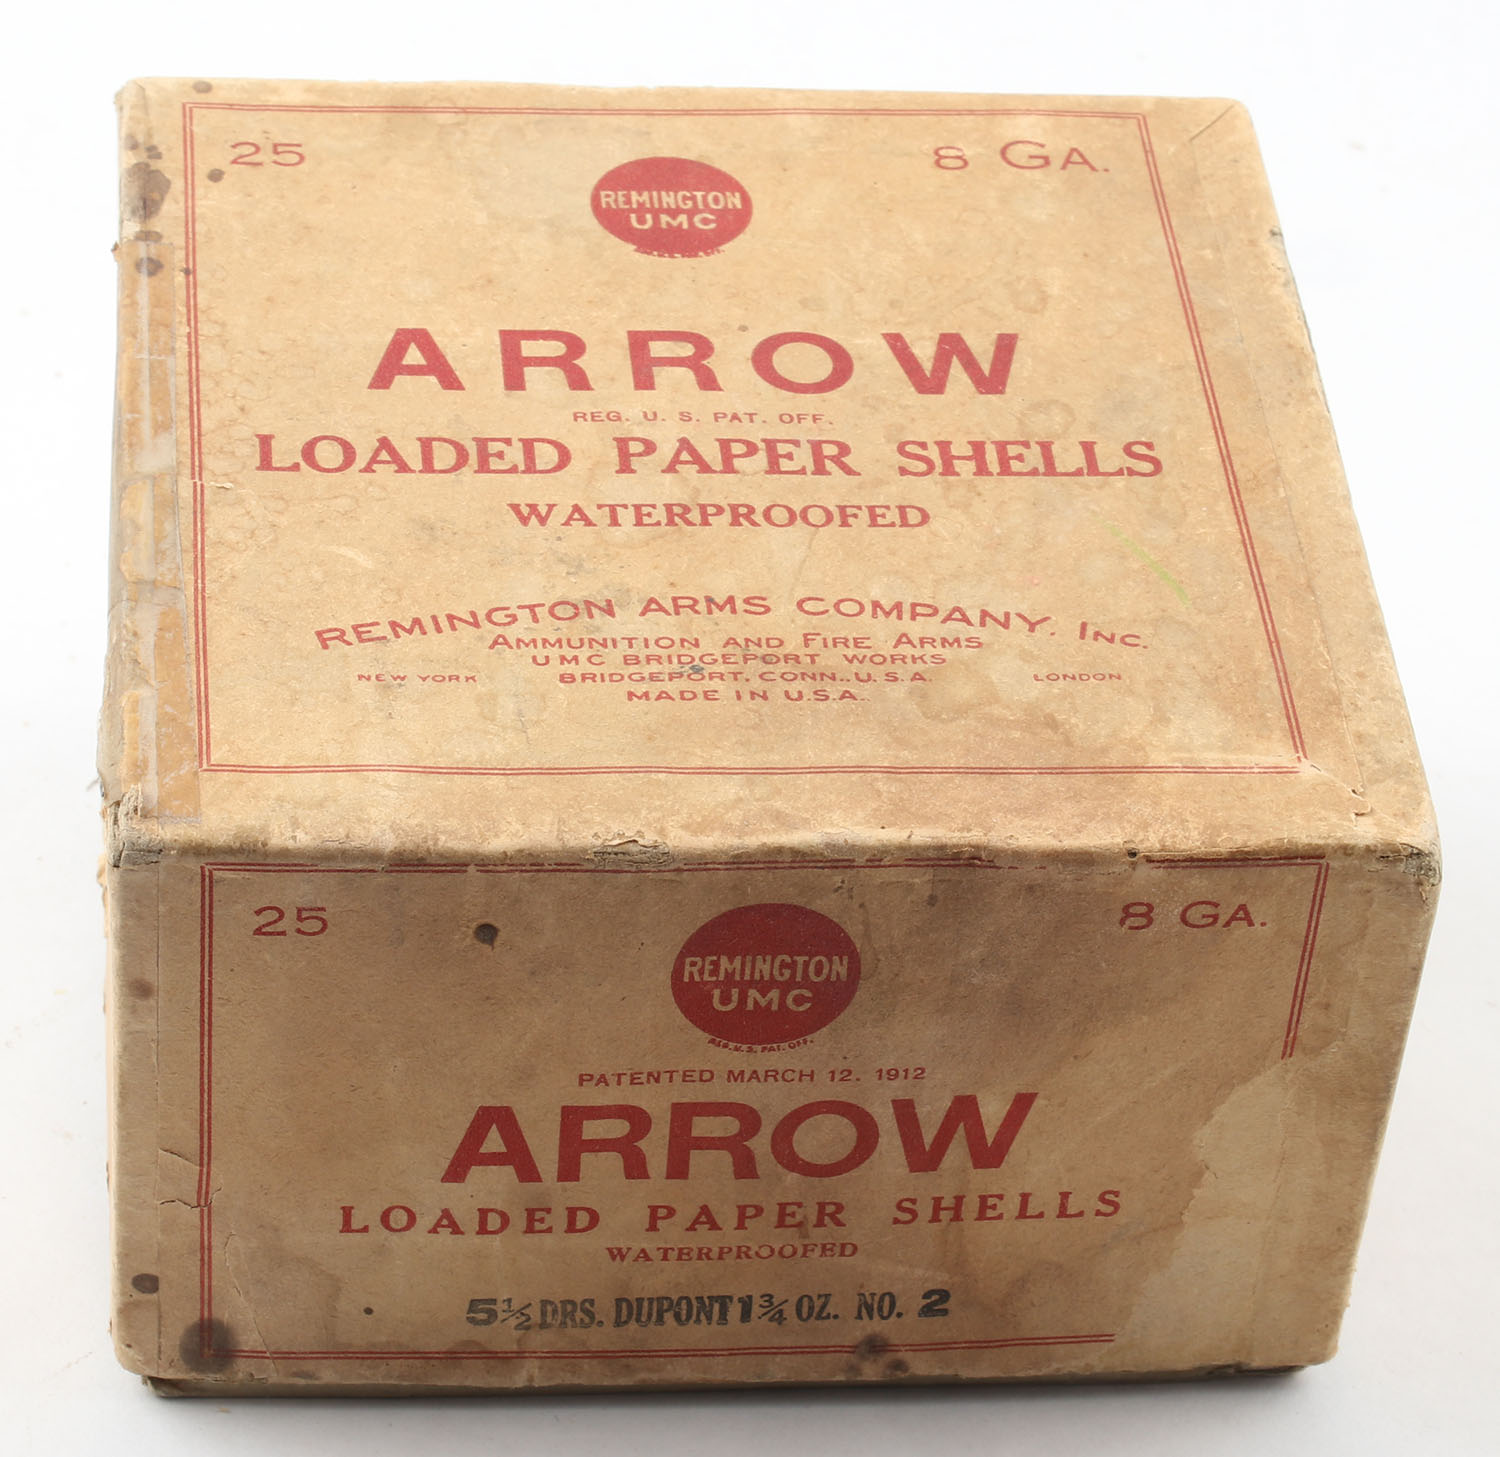 25
8 GA.
REMINGTON
UMC
ARROW
REG. U. S. PAT. OFF.
LOADED PAPER SHELLS
WATERPROOFED
REMINGTON ARMS COMPANY, INC.
AMMUNITION AND FIRE ARMS
UMC BRIDGEPORT WORKS
NEW YORK BRIDGEPORT, CONN., U.S.A. LONDON
MADE IN U.S.A.
25
8 GA.
REMINGTON
UMC
REG. U.S. PAT. OFF.
PATENTED MARCH 12. 1912
ARROW
LOADED PAPER SHELLS
WATERPROOFED
5½ DRS. DUPONT 1¾ OZ. NO. 2